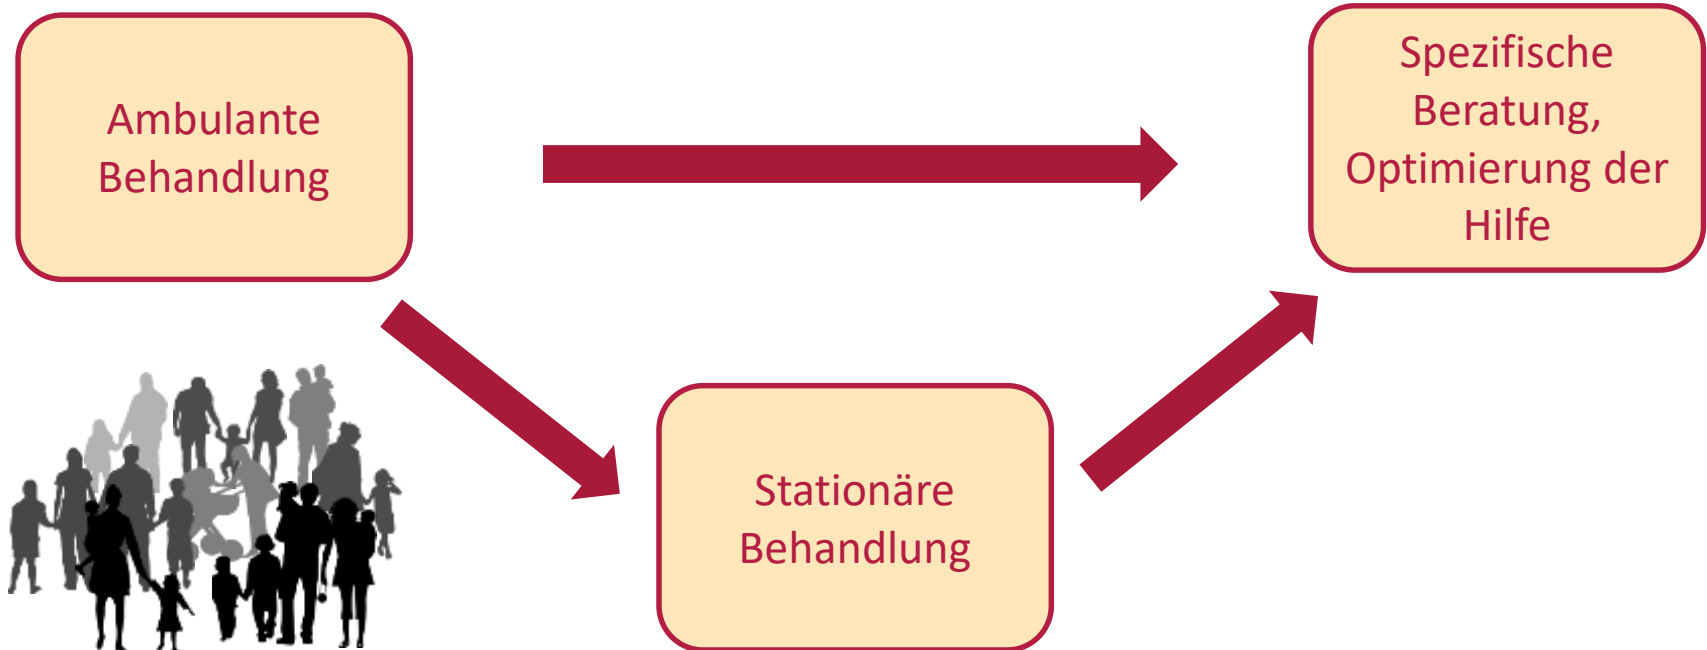 Ambulante
Behandlung
Spezifische
Beratung,
Optimierung der
Hilfe
Stationäre
Behandlung